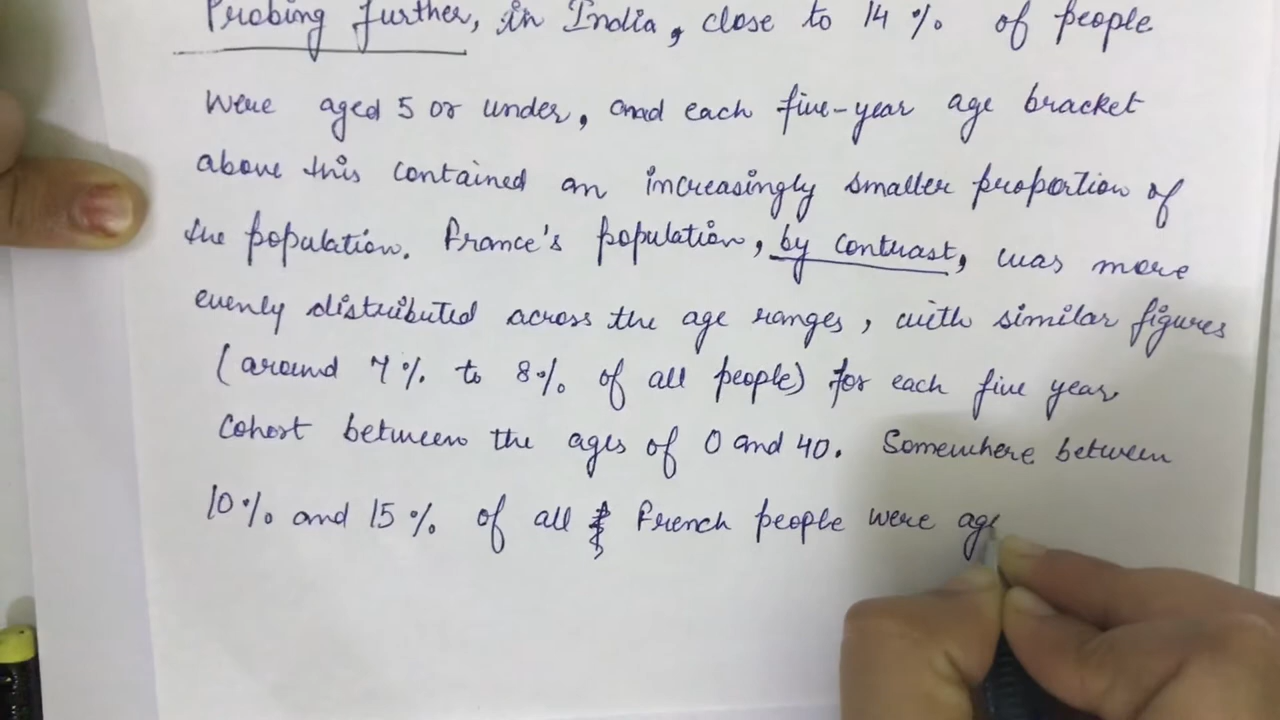 Probing further, in India, close to 14 % of people
were aged 5 or under, and each five-year age bracket
above this contained an increasingly smaller proportion of
the population. France's population, by contrast, was more
evenly distributed across the age ranges, with similar figures
(around 7% to 8% of all people) for each five year
cohort between the ages of 0 and 40. Somewhere between
10% and 15% of all French people were age